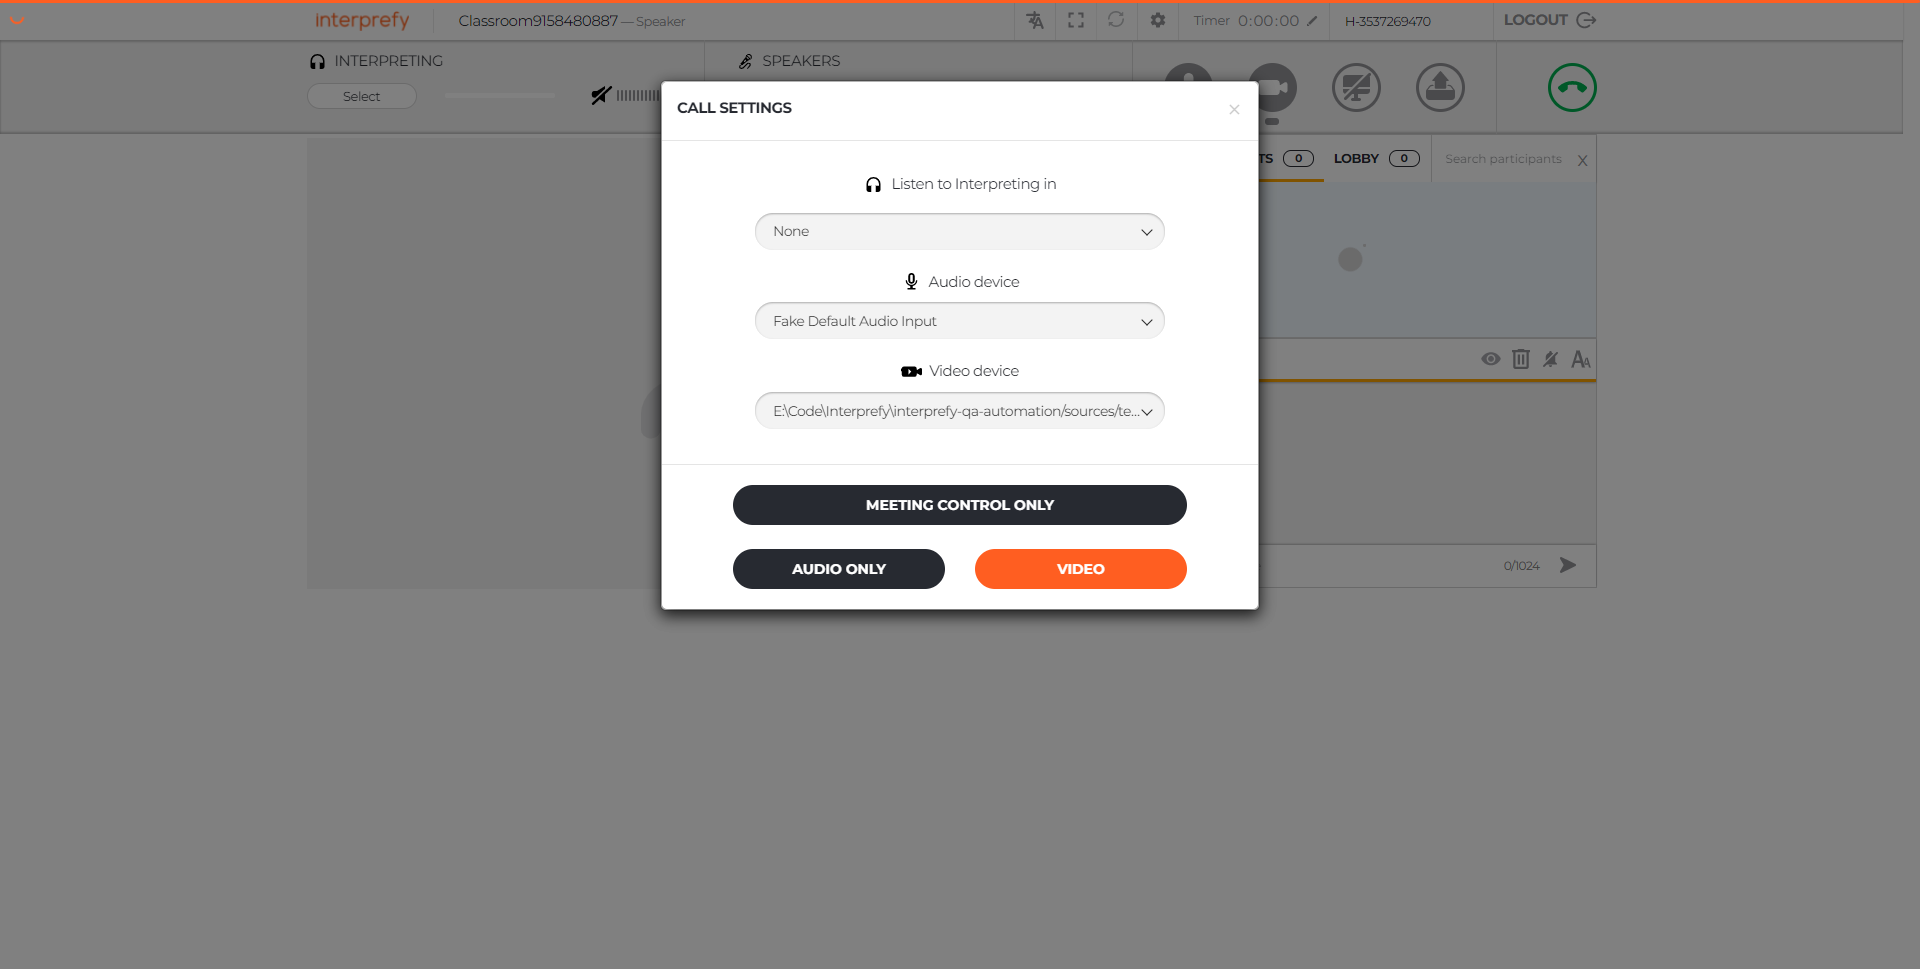 interprefy
Classroom9158480887 — Speaker
Timer 0:00:00
H-3537269470
LOGOUT
INTERPRETING
SPEAKERS
Select
CALL SETTINGS
×
Listen to Interpreting in
None
Audio device
Fake Default Audio Input
Video device
E:\Code\Interprefy\interprefy-qa-automation/sources/te...
MEETING CONTROL ONLY
AUDIO ONLY
VIDEO
TS 0
LOBBY 0
Search participants X
0/1024